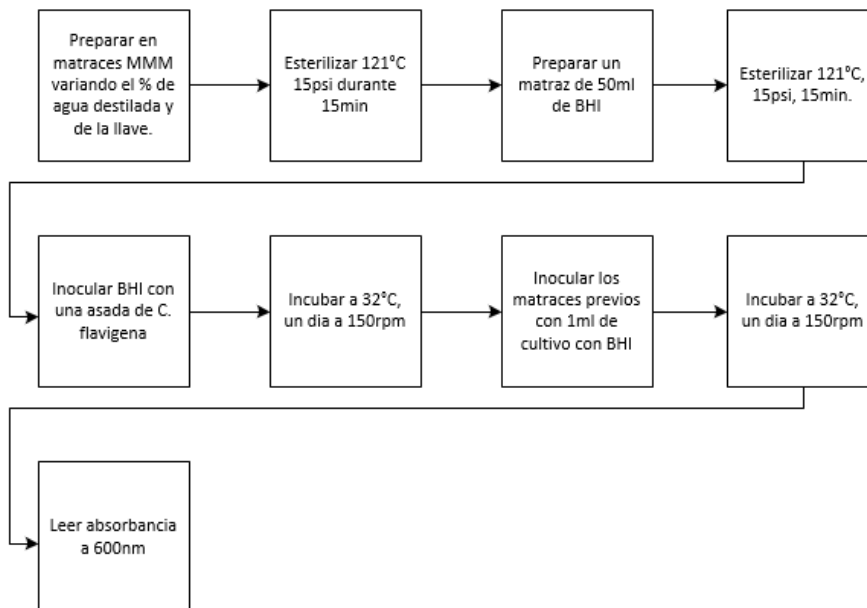 Preparar en
matraces MMM
variando el % de
agua destilada y
de la llave.
Esterilizar 121°C
15psi durante
15min
Preparar un
matraz de 50ml
de BHI
Esterilizar 121°C,
15psi, 15min.
Inocular BHI con
una asada de C.
flavigena
Incubar a 32°C,
un dia a 150rpm
Inocular los
matraces previos
con 1ml de
cultivo con BHI
Incubar a 32°C,
un dia a 150rpm
Leer absorbancia
a 600nm